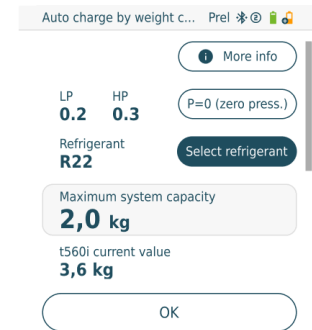 Auto charge by weight c... Prel
More info
LP HP
0.2 0.3
P=0 (zero press.)
Refrigerant
R22
Select refrigerant
Maximum system capacity
2,0 kg
t560i current value
3,6 kg
OK